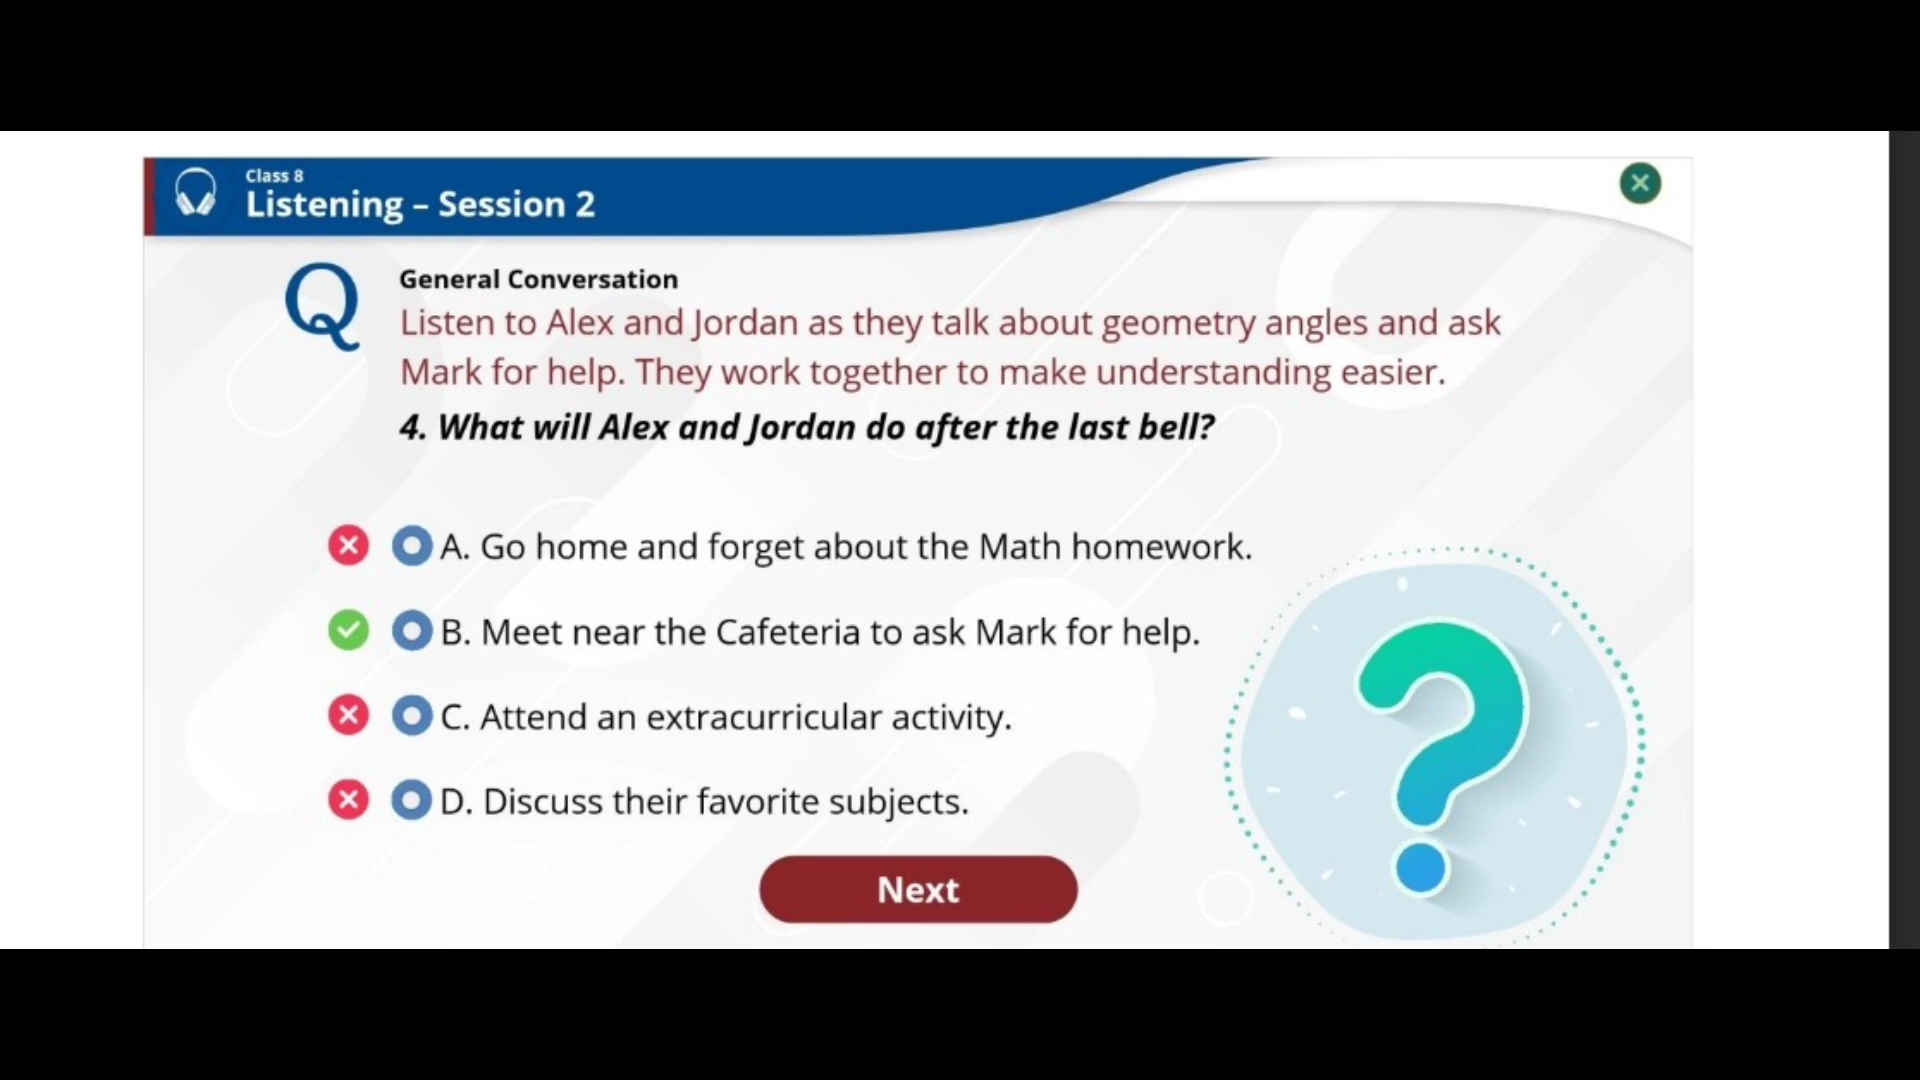 Class 8
Listening – Session 2
Q
General Conversation
Listen to Alex and Jordan as they talk about geometry angles and ask
Mark for help. They work together to make understanding easier.
4. What will Alex and Jordan do after the last bell?
A. Go home and forget about the Math homework.
B. Meet near the Cafeteria to ask Mark for help.
C. Attend an extracurricular activity.
D. Discuss their favorite subjects.
Next